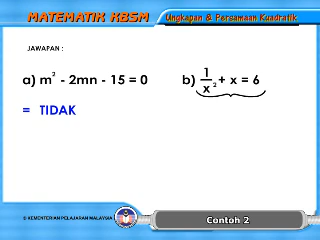 MATEMATIK KBSM
Ungkapan & Persamaan Kuadratik
JAWAPAN :
a) m² - 2mn - 15 = 0
b) 1/x² + x = 6
= TIDAK
© KEMENTERIAN PELAJARAN MALAYSIA
Contoh 2